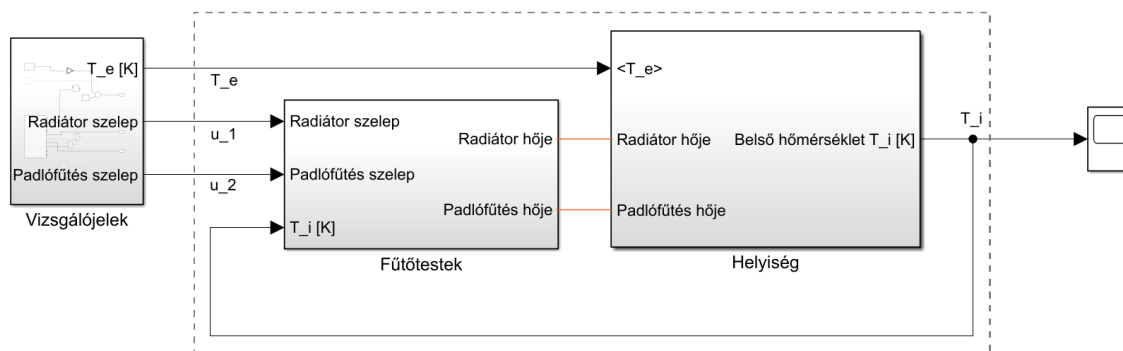 T_e [K]
Radiátor szelep
Padlófűtés szelep
Vizsgálójelek
T_e
u_1
u_2
Radiátor szelep
Padlófűtés szelep
T_i [K]
Radiátor hője
Padlófűtés hője
Fűtőtestek
<T_e>
Radiátor hője
Padlófűtés hője
Belső hőmérséklet T_i [K]
Helyiség
T_i